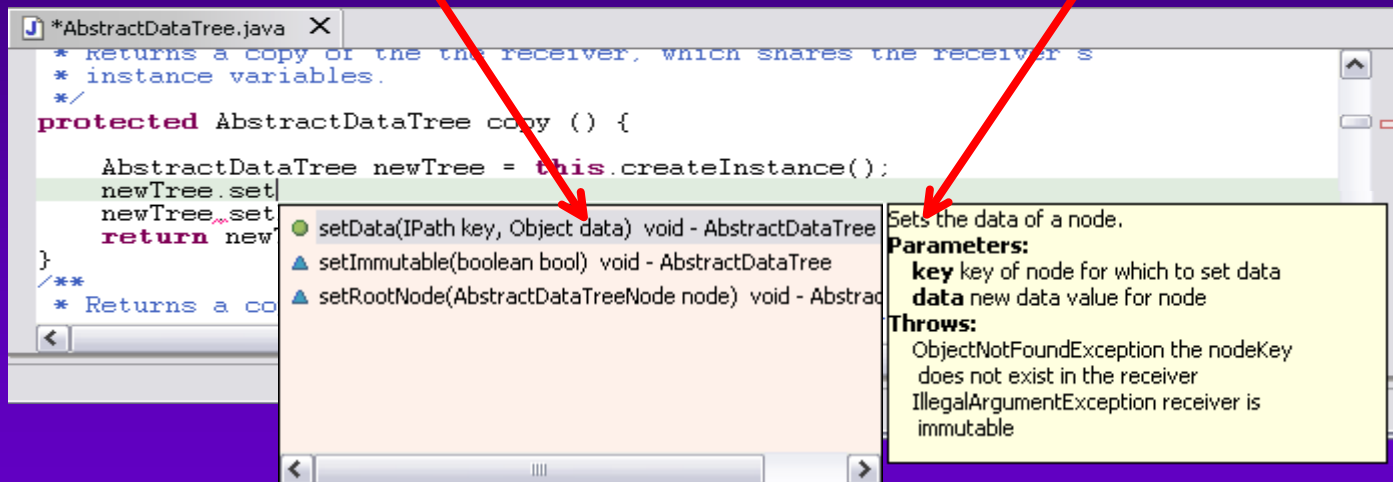 *AbstractDataTree.java
* Returns a copy of the the receiver, which shares the receiver's
* instance variables.
*/
protected AbstractDataTree copy () {
AbstractDataTree newTree = this.createInstance();
newTree.set
newTree.set
return new
}
/**
* Returns a co
setData(IPath key, Object data) void - AbstractDataTree
setImmutable(boolean bool) void - AbstractDataTree
setRootNode(AbstractDataTreeNode node) void - Abstrac
Sets the data of a node.
Parameters:
key key of node for which to set data
data new data value for node
Throws:
ObjectNotFoundException the nodeKey
does not exist in the receiver
IllegalArgumentException receiver is
immutable